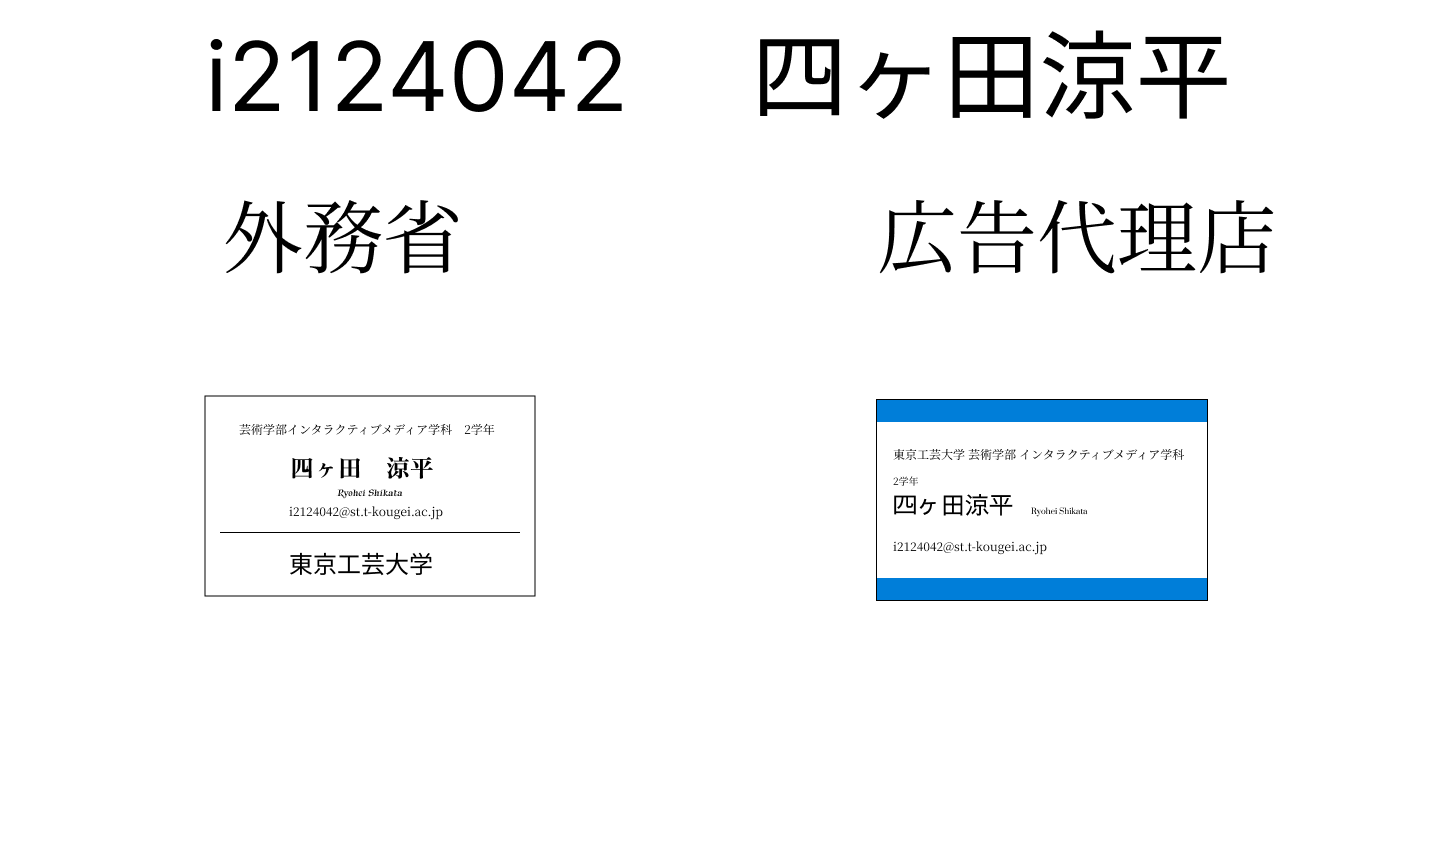 i2124042 四ヶ田涼平
外務省 広告代理店
芸術学部インタラクティブメディア学科　2学年
四ヶ田　涼平
Ryohei Shikata
i2124042@st.t-kougei.ac.jp
東京工芸大学
東京工芸大学 芸術学部 インタラクティブメディア学科
2学年
四ヶ田涼平 Ryohei Shikata
i2124042@st.t-kougei.ac.jp